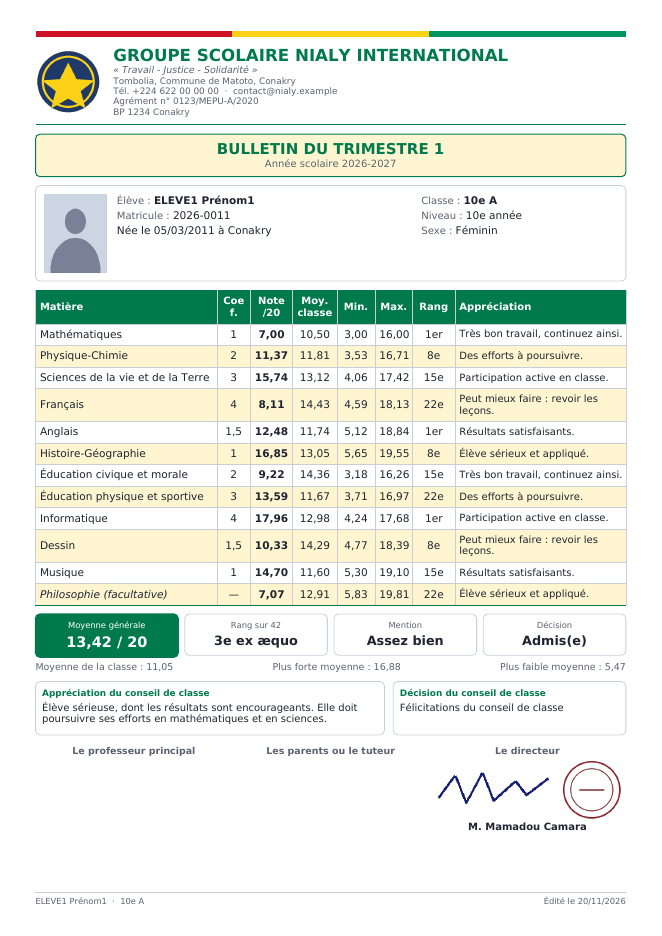 GROUPE SCOLAIRE NIALY INTERNATIONAL
« Travail - Justice - Solidarité »
Tombolia, Commune de Matoto, Conakry
Tél. +224 622 00 00 00 · contact@nialy.example
Agrément n° 0123/MEPU-A/2020
BP 1234 Conakry
BULLETIN DU TRIMESTRE 1
Année scolaire 2026-2027
Élève : ELEVE1 Prénom1 Classe : 10e A
Matricule : 2026-0011 Niveau : 10e année
Née le 05/03/2011 à Conakry Sexe : Féminin
Matière Coe f. Note /20 Moy. classe Min. Max. Rang Appréciation
Mathématiques 1 7,00 10,50 3,00 16,00 1er Très bon travail, continuez ainsi.
Physique-Chimie 2 11,37 11,81 3,53 16,71 8e Des efforts à poursuivre.
Sciences de la vie et de la Terre 3 15,74 13,12 4,06 17,42 15e Participation active en classe.
Français 4 8,11 14,43 4,59 18,13 22e Peut mieux faire : revoir les leçons.
Anglais 1,5 12,48 11,74 5,12 18,84 1er Résultats satisfaisants.
Histoire-Géographie 1 16,85 13,05 5,65 19,55 8e Élève sérieux et appliqué.
Éducation civique et morale 2 9,22 14,36 3,18 16,26 15e Très bon travail, continuez ainsi.
Éducation physique et sportive 3 13,59 11,67 3,71 16,97 22e Des efforts à poursuivre.
Informatique 4 17,96 12,98 4,24 17,68 1er Participation active en classe.
Dessin 1,5 10,33 14,29 4,77 18,39 8e Peut mieux faire : revoir les leçons.
Musique 1 14,70 11,60 5,30 19,10 15e Résultats satisfaisants.
Philosophie (facultative) — 7,07 12,91 5,83 19,81 22e Élève sérieux et appliqué.
Moyenne générale Rang sur 42 Mention Décision
13,42 / 20 3e ex æquo Assez bien Admis(e)
Moyenne de la classe : 11,05 Plus forte moyenne : 16,88 Plus faible moyenne : 5,47
Appréciation du conseil de classe
Élève sérieuse, dont les résultats sont encourageants. Elle doit
poursuivre ses efforts en mathématiques et en sciences.
Décision du conseil de classe
Félicitations du conseil de classe
Le professeur principal Les parents ou le tuteur Le directeur
M. Mamadou Camara
ELEVE1 Prénom1 · 10e A Édité le 20/11/2026